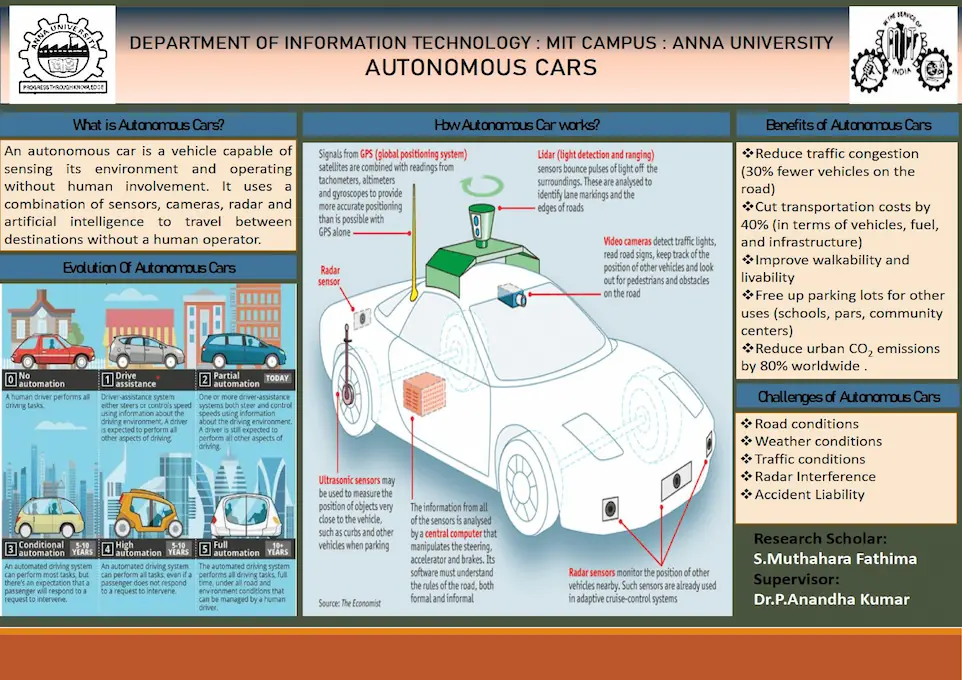 ANNA UNIVERSITY
PROGRESS THROUGH KNOWLEDGE
DEPARTMENT OF INFORMATION TECHNOLOGY : MIT CAMPUS : ANNA UNIVERSITY
AUTONOMOUS CARS
IN THE SERVICE OF
INDIA
What is Autonomous Cars?
An autonomous car is a vehicle capable of
sensing its environment and operating
without human involvement. It uses a
combination of sensors, cameras, radar and
artificial intelligence to travel between
destinations without a human operator.
Evolution Of Autonomous Cars
0 No
automation
A human driver performs all
driving tasks.
1 Drive
assistance
Driver-assistance system
either steers or controls speed
using information about the
driving environment. A driver
is expected to perform all
other aspects of driving.
2 Partial
automation TODAY
One or more driver-assistance
systems both steer and control
speeds using information about
the driving environment.
A driver is still expected to
perform all other aspects of
driving.
3 Conditional
automation 5-10
YEARS
An automated driving system
can perform most tasks, but
there's an expectation that a
passenger will respond to a
request to intervene.
4 High
automation 5-10
YEARS
An automated driving system
can perform all tasks, even if a
passenger does not respond
to a request to intervene.
5 Full
automation 10+
YEARS
The automated driving system
performs all driving tasks, full
time, under all road and
environment conditions that
can be managed by a human
driver.
How Autonomous Car works?
Signals from GPS (global positioning system)
satellites are combined with readings from
tachometers, altimeters
and gyroscopes to provide
more accurate positioning
than is possible with
GPS alone
Lidar (light detection and ranging)
sensors bounce pulses of light off the
surroundings. These are analysed to
identify lane markings and the
edges of roads
Video cameras detect traffic lights,
read road signs, keep track of the
position of other vehicles and look
out for pedestrians and obstacles
on the road
Radar
sensor
Ultrasonic sensors may
be used to measure the
position of objects very
close to the vehicle,
such as curbs and other
vehicles when parking
The information from all
of the sensors is analysed
by a central computer that
manipulates the steering,
accelerator and brakes. Its
software must understand
the rules of the road, both
formal and informal
Radar sensors monitor the position of other
vehicles nearby. Such sensors are already used
in adaptive cruise-control systems
Source: The Economist
Benefits of Autonomous Cars
❖Reduce traffic congestion
(30% fewer vehicles on the
road)
❖Cut transportation costs by
40% (in terms of vehicles, fuel,
and infrastructure)
❖Improve walkability and
livability
❖Free up parking lots for other
uses (schools, pars, community
centers)
❖Reduce urban CO₂ emissions
by 80% worldwide .
Challenges of Autonomous Cars
❖ Road conditions
❖ Weather conditions
❖ Traffic conditions
❖ Radar Interference
❖ Accident Liability
Research Scholar:
S.Muthahara Fathima
Supervisor:
Dr.P.Anandha Kumar